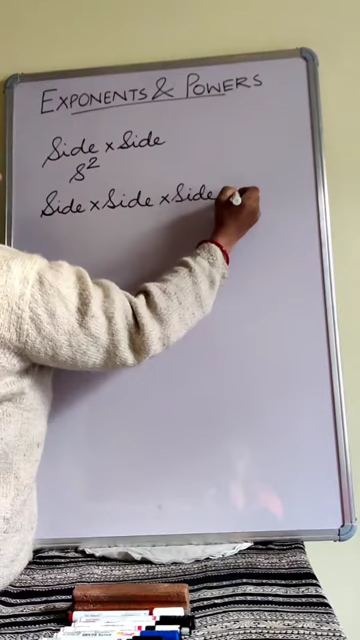 EXPONENTS & POWERS
Side × Side
S²
Side × Side × Side